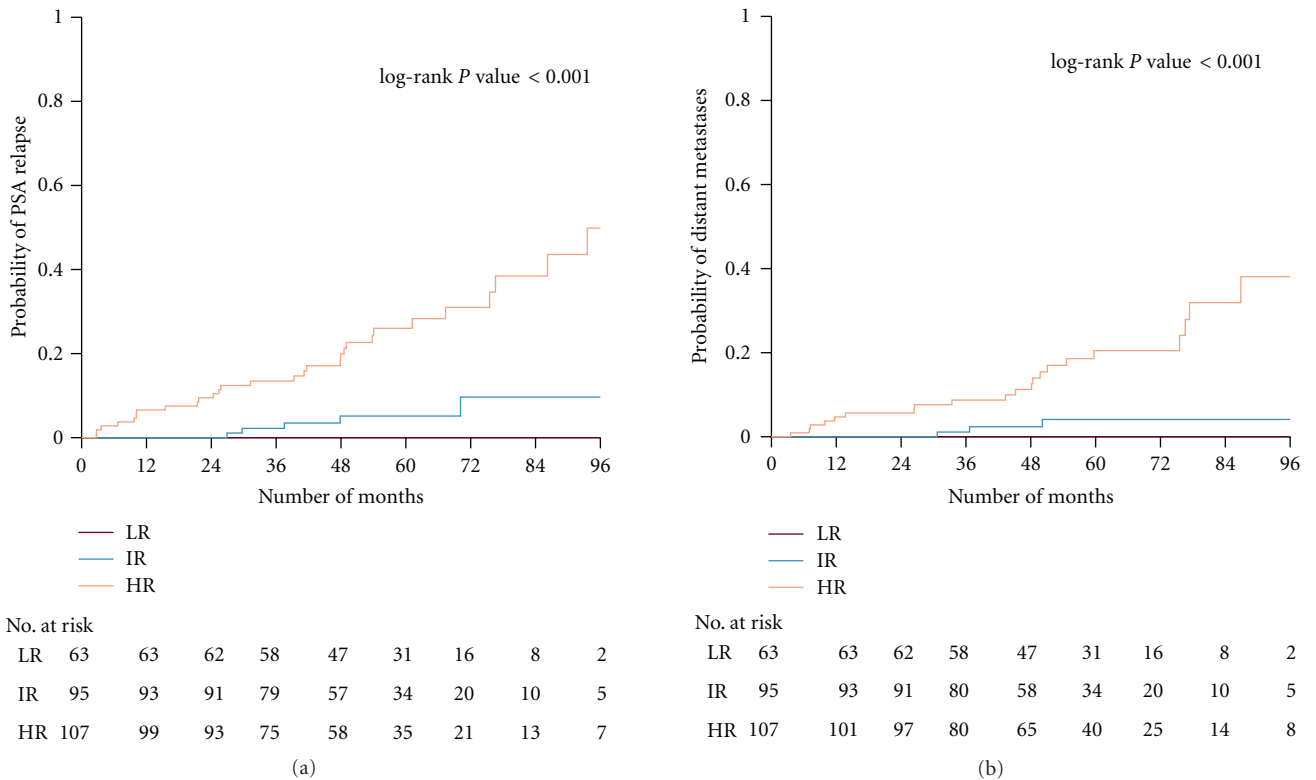 1
0.8
0.6
0.4
0.2
0
Probability of PSA relapse
log-rank P value < 0.001
0 12 24 36 48 60 72 84 96
Number of months
LR
IR
HR
No. at risk
LR 63 63 62 58 47 31 16 8 2
IR 95 93 91 79 57 34 20 10 5
HR 107 99 93 75 58 35 21 13 7
(a)
1
0.8
0.6
0.4
0.2
0
Probability of distant metastases
log-rank P value < 0.001
0 12 24 36 48 60 72 84 96
Number of months
LR
IR
HR
No. at risk
LR 63 63 62 58 47 31 16 8 2
IR 95 93 91 80 58 34 20 10 5
HR 107 101 97 80 65 40 25 14 8
(b)